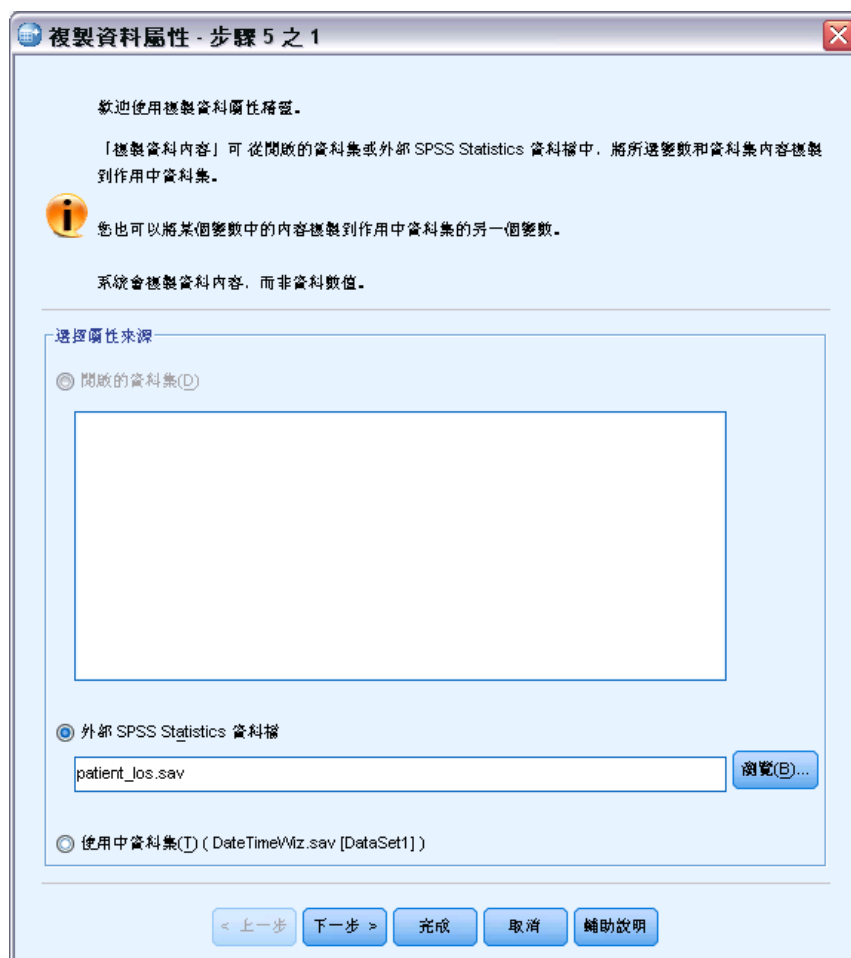 複製資料屬性 - 步驟 5 之 1
歡迎使用複製資料屬性精靈。
「複製資料內容」可 從開啟的資料集或外部 SPSS Statistics 資料檔中，將所選變數和資料集內容複製
到作用中資料集。
您也可以將某個變數中的內容複製到作用中資料集的另一個變數。
系統會複製資料內容，而非資料數值。
選擇屬性來源
開啟的資料集(D)
外部 SPSS Statistics 資料檔
patient_los.sav
瀏覽(B)...
使用中資料集(T) ( DateTimeWiz.sav [DataSet1] )
< 上一步
下一步 >
完成
取消
輔助說明